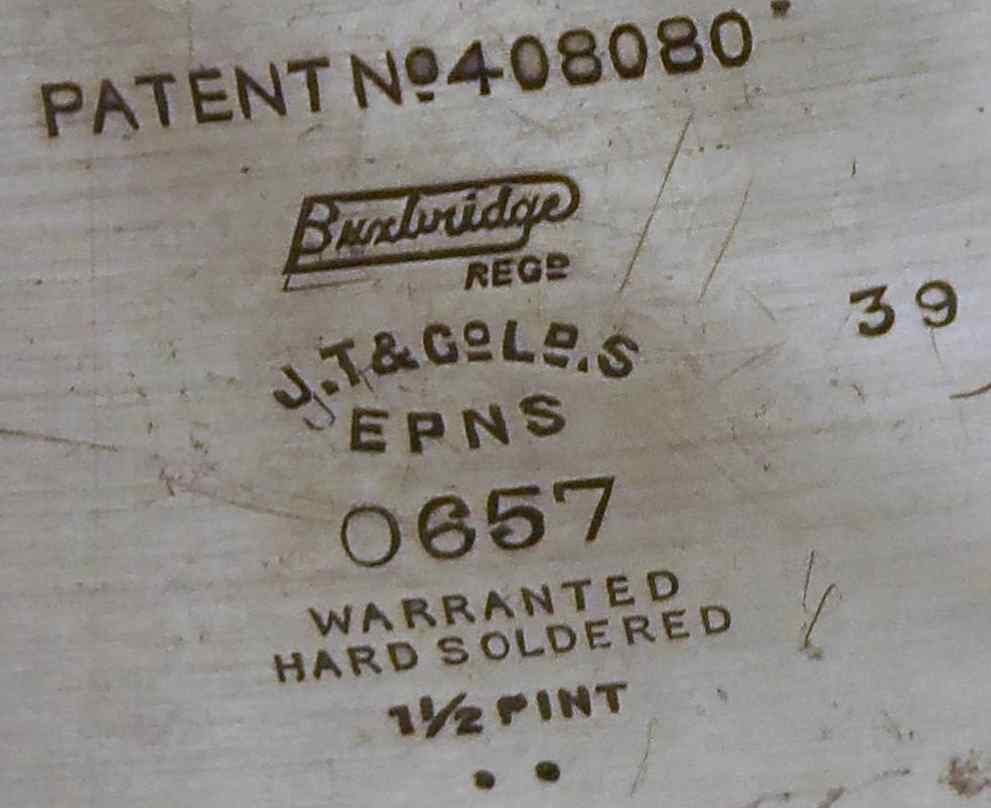 PATENT Nº 408080
Buxbridge
REGD
39
J.T & Cº Lᴰ. S
EPNS
0657
WARRANTED
HARD SOLDERED
1½ PINT